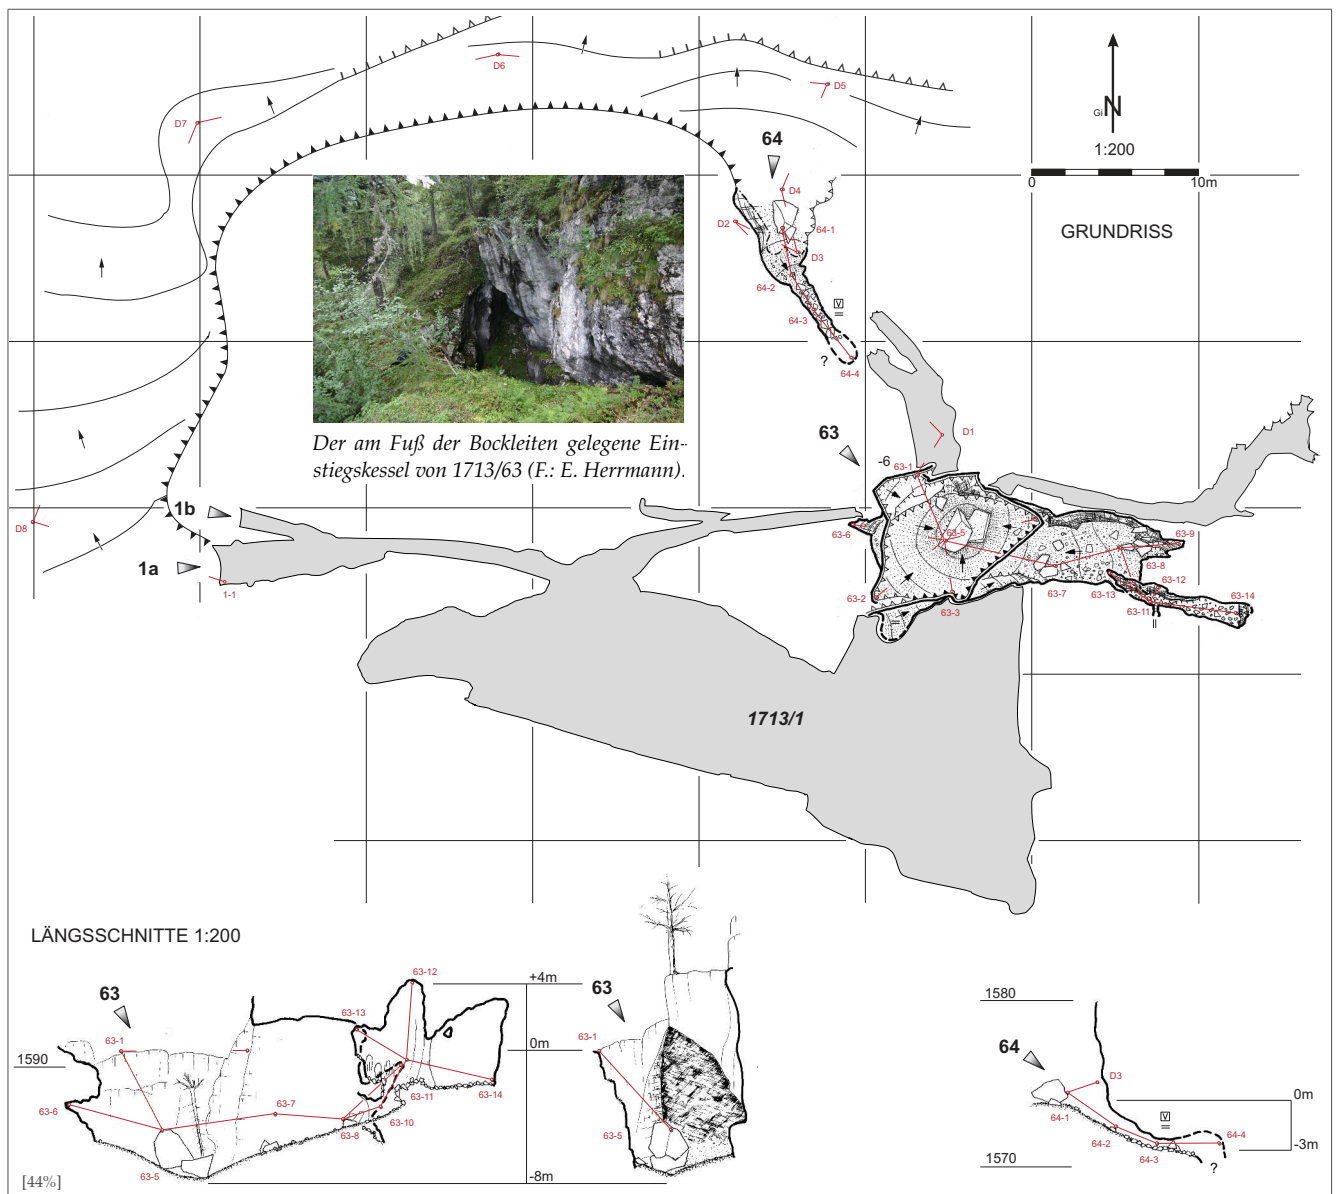 D6
D5
D7
Gi N
1:200
0 10m
GRUNDRISS
64
D4
D2
64-1
D3
64-2
64-3
V
?
64-4
Der am Fuß der Bockleiten gelegene Ein-
stiegskessel von 1713/63 (F.: E. Herrmann).
63
D1
-6
63-1
1b
D8
63-6
63-5
63-9
63-8
1a
1-1
63-2
63-3
63-7
63-13
63-12
63-11
63-14
1713/1
LÄNGSSCHNITTE 1:200
63
63-12
+4m
63-13
63-1
0m
1590
63-6
63-7
63-11
63-14
63-10
63-8
63-5
-8m
63
63-1
63-5
1580
64
D3
0m
64-1
V
64-2
64-3
64-4
-3m
1570
?
[44%]